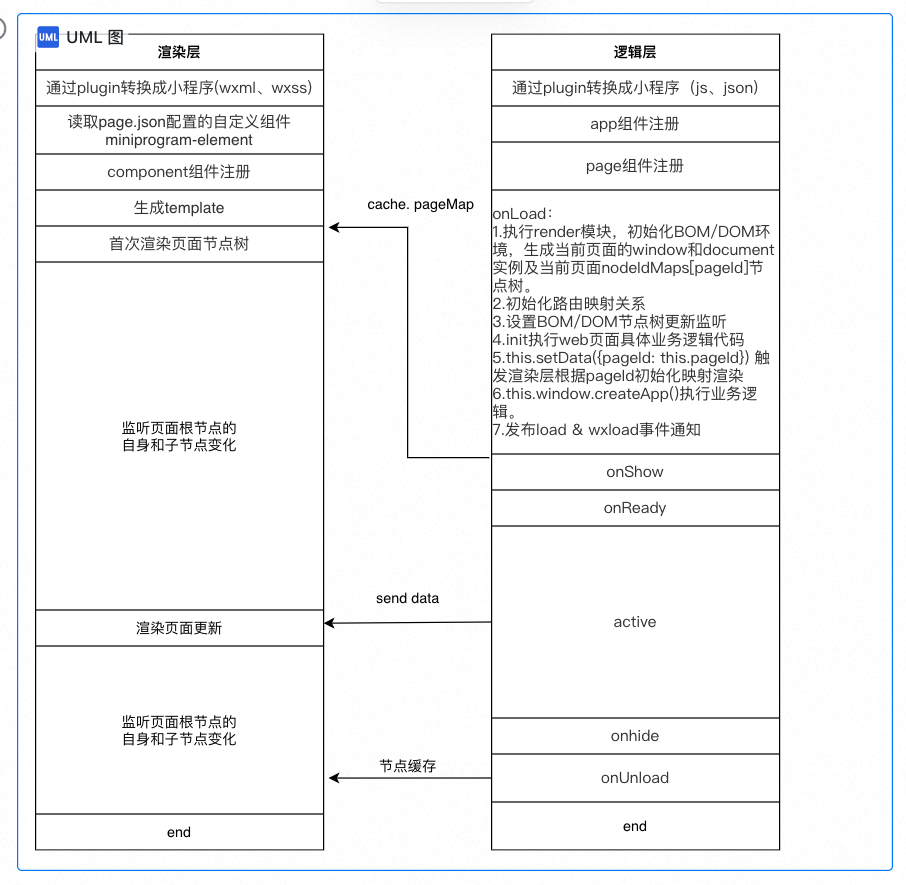 UML UML 图
渲染层
通过plugin转换成小程序(wxml、wxss)
读取page.json配置的自定义组件
miniprogram-element
component组件注册
生成template
首次渲染页面节点树
监听页面根节点的
自身和子节点变化
渲染页面更新
监听页面根节点的
自身和子节点变化
end
cache. pageMap
send data
节点缓存
逻辑层
通过plugin转换成小程序（js、json）
app组件注册
page组件注册
onLoad：
1.执行render模块，初始化BOM/DOM环
境，生成当前页面的window和document
实例及当前页面nodeIdMaps[pageId]节
点树。
2.初始化路由映射关系
3.设置BOM/DOM节点树更新监听
4.init执行web页面具体业务逻辑代码
5.this.setData({pageId: this.pageId}) 触
发渲染层根据pageId初始化映射渲染
6.this.window.createApp()执行业务逻
辑。
7.发布load & wxload事件通知
onShow
onReady
active
onhide
onUnload
end